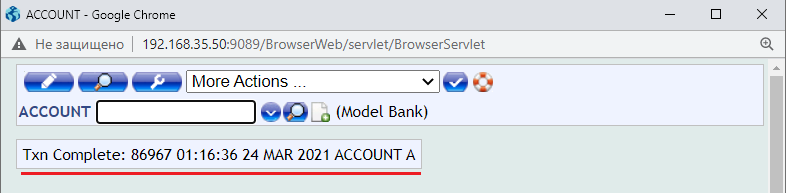 ACCOUNT - Google Chrome
Не защищено 192.168.35.50:9089/BrowserWeb/servlet/BrowserServlet
More Actions ...
ACCOUNT (Model Bank)
Txn Complete: 86967 01:16:36 24 MAR 2021 ACCOUNT A